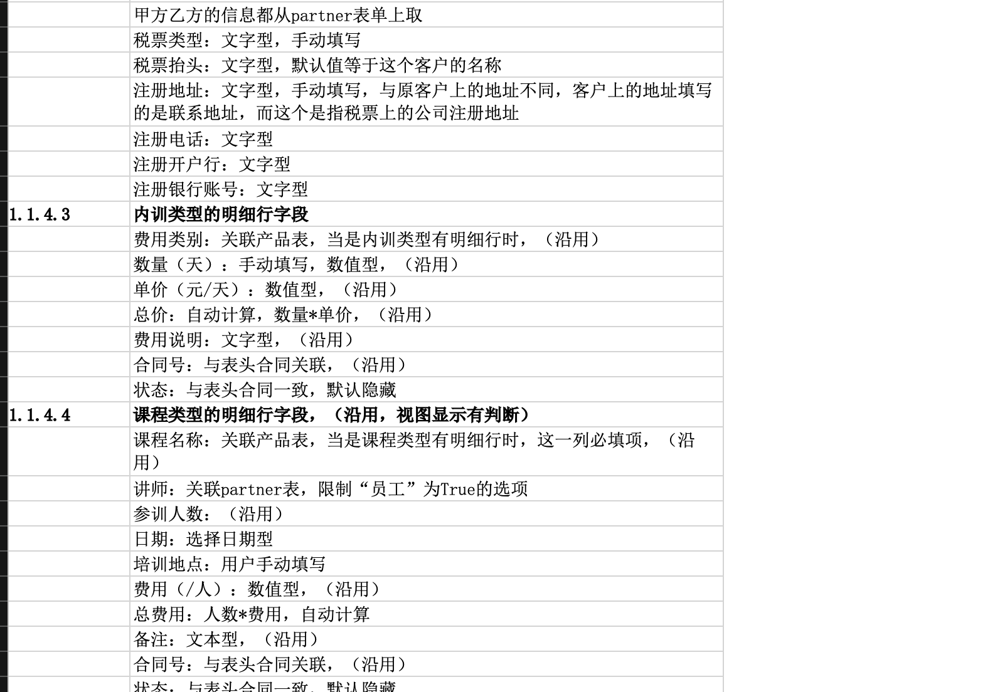 甲方乙方的信息都从partner表单上取
税票类型：文字型，手动填写
税票抬头：文字型，默认值等于这个客户的名称
注册地址：文字型，手动填写，与原客户上的地址不同，客户上的地址填写
的是联系地址，而这个是指税票上的公司注册地址
注册电话：文字型
注册开户行：文字型
注册银行账号：文字型
1.1.4.3 内训类型的明细行字段
费用类别：关联产品表，当是内训类型有明细行时，（沿用）
数量（天）：手动填写，数值型，（沿用）
单价（元/天）：数值型，（沿用）
总价：自动计算，数量*单价，（沿用）
费用说明：文字型，（沿用）
合同号：与表头合同关联，（沿用）
状态：与表头合同一致，默认隐藏
1.1.4.4 课程类型的明细行字段，（沿用，视图显示有判断）
课程名称：关联产品表，当是课程类型有明细行时，这一列必填项，（沿
用）
讲师：关联partner表，限制“员工”为True的选项
参训人数：（沿用）
日期：选择日期型
培训地点：用户手动填写
费用（/人）：数值型，（沿用）
总费用：人数*费用，自动计算
备注：文本型，（沿用）
合同号：与表头合同关联，（沿用）
状态：与表头合同一致，默认隐藏